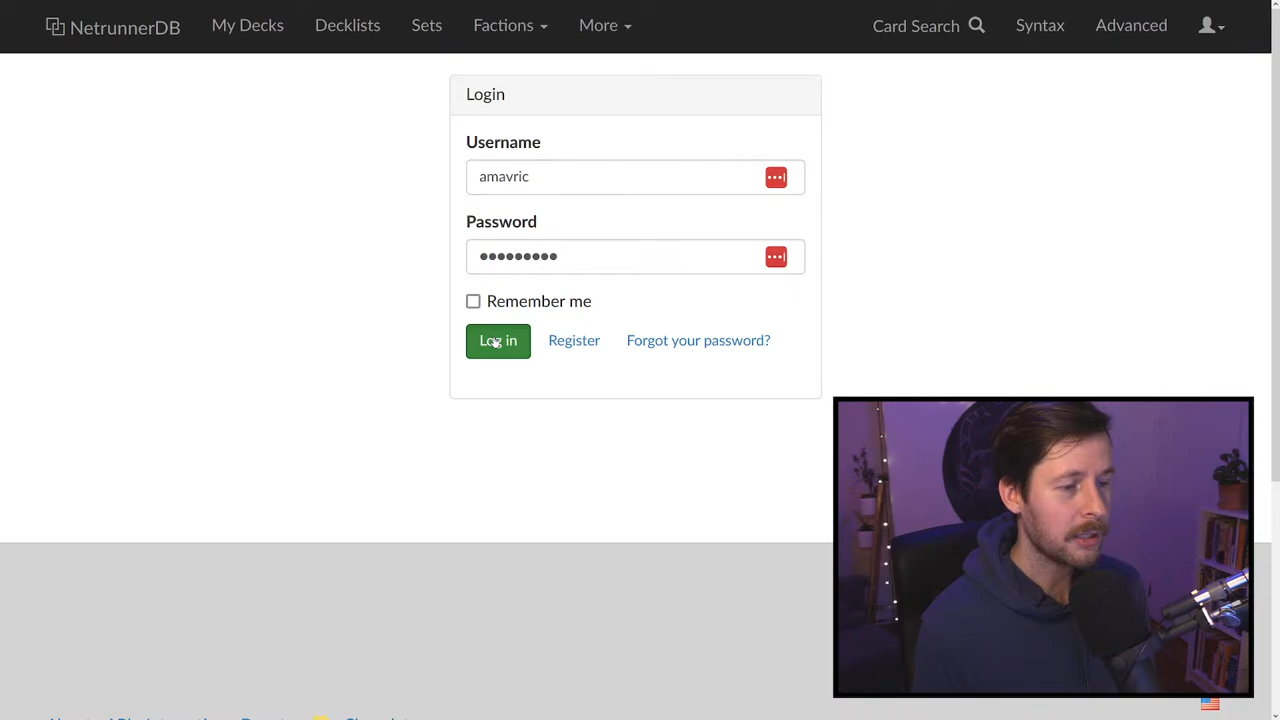 NetrunnerDB My Decks Decklists Sets Factions More Card Search Syntax Advanced
Login
Username
amavric
Password
Remember me
Log in Register Forgot your password?